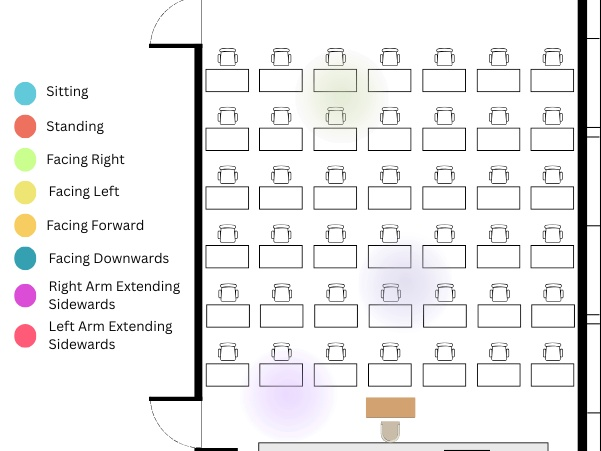 Sitting
Standing
Facing Right
Facing Left
Facing Forward
Facing Downwards
Right Arm Extending
Sidewards
Left Arm Extending
Sidewards